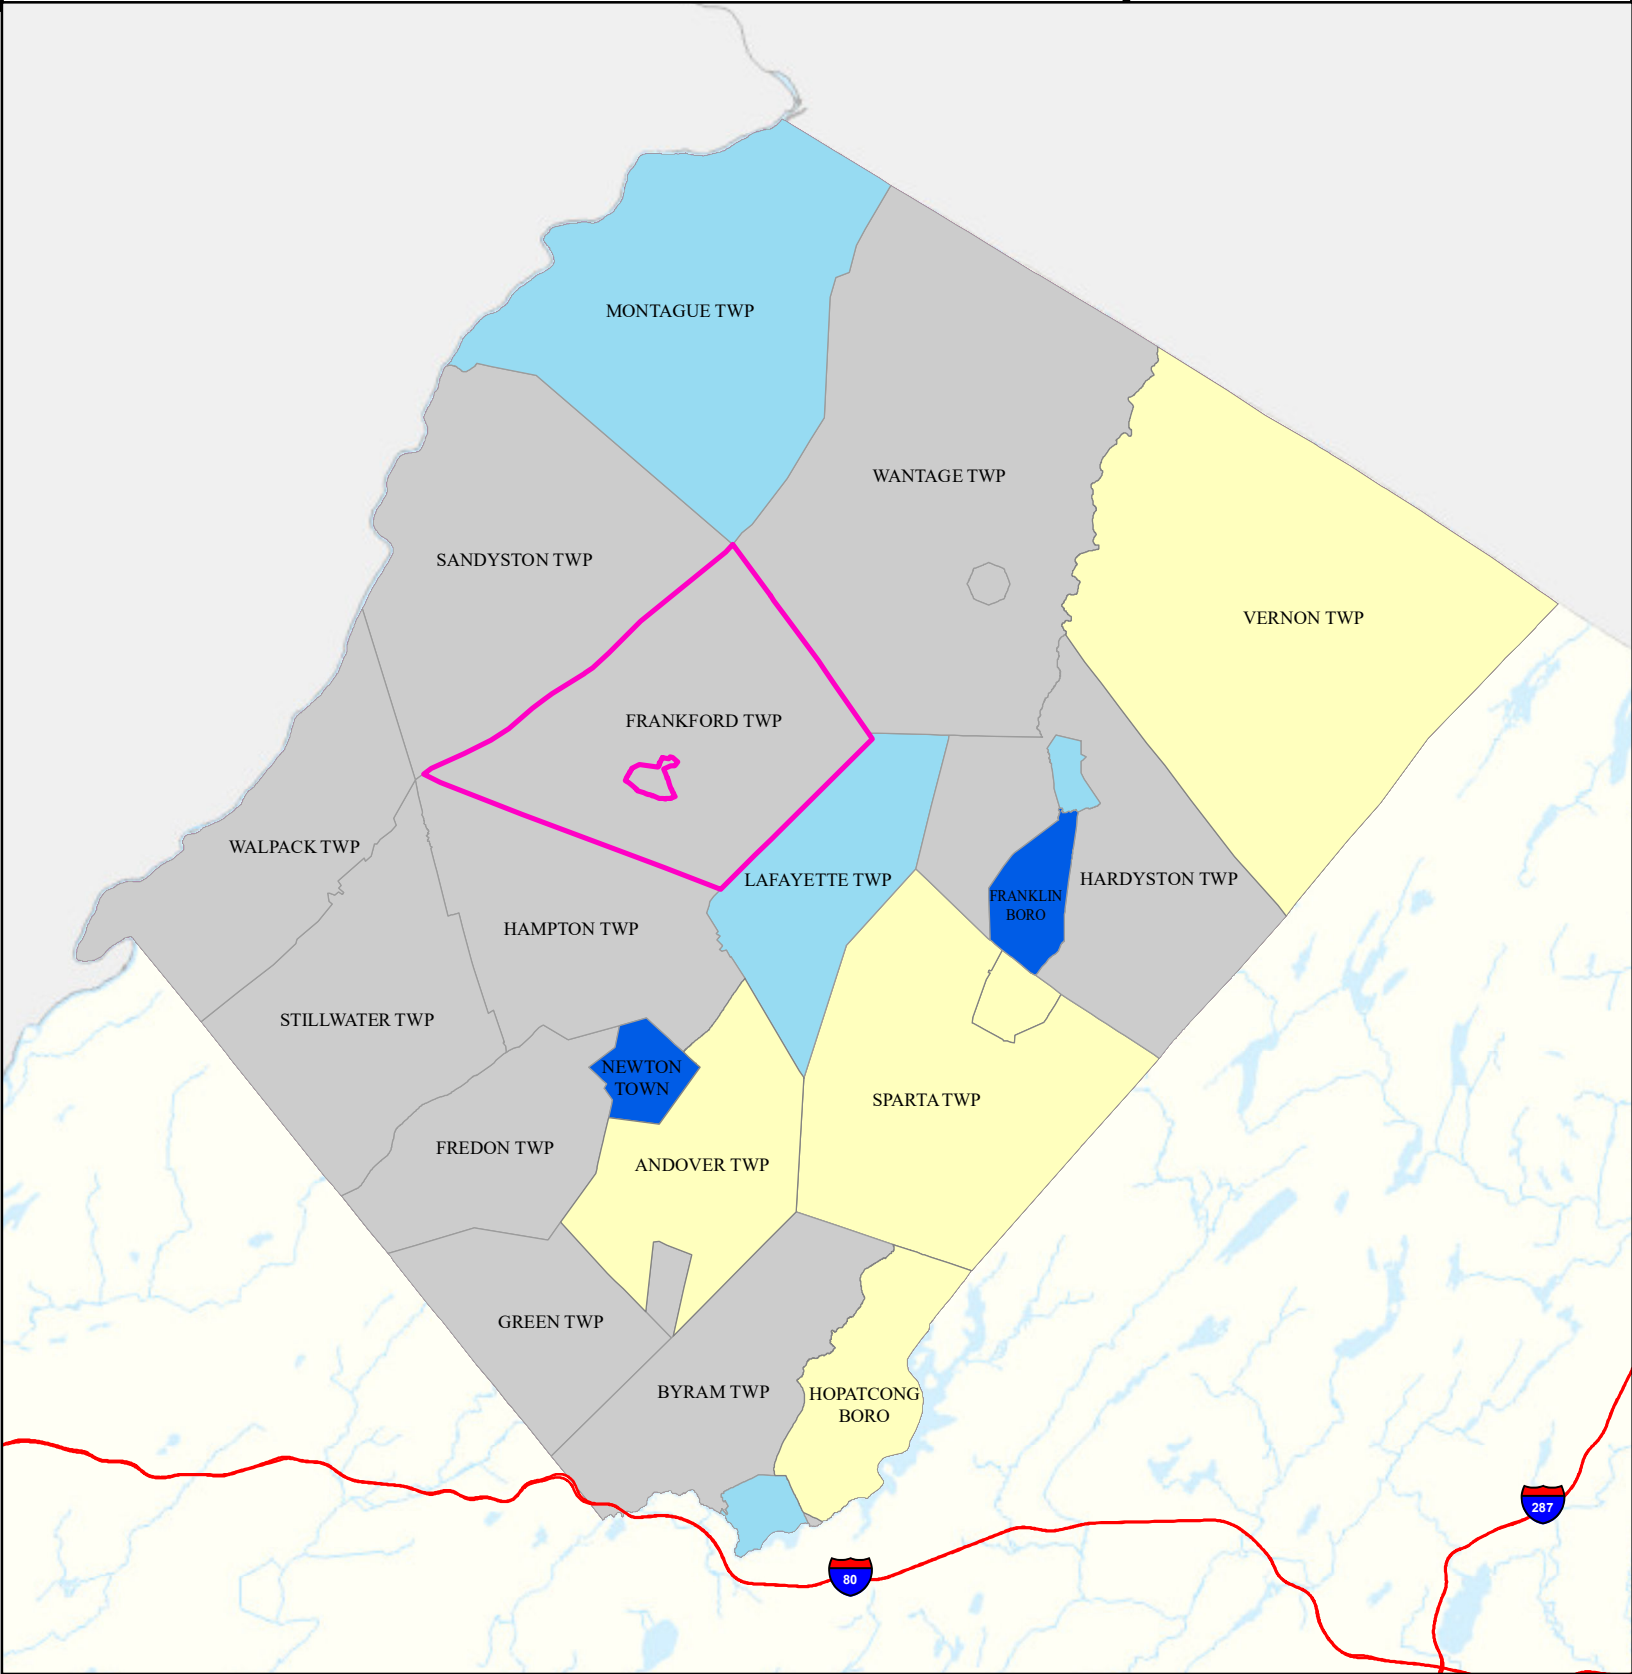 MONTAGUE TWP
WANTAGE TWP
SANDYSTON TWP
VERNON TWP
FRANKFORD TWP
WALPACK TWP
LAFAYETTE TWP
HARDYSTON TWP
FRANKLIN
BORO
HAMPTON TWP
STILLWATER TWP
NEWTON
TOWN
SPARTA TWP
FREDON TWP
ANDOVER TWP
GREEN TWP
BYRAM TWP
HOPATCONG
BORO
287
80